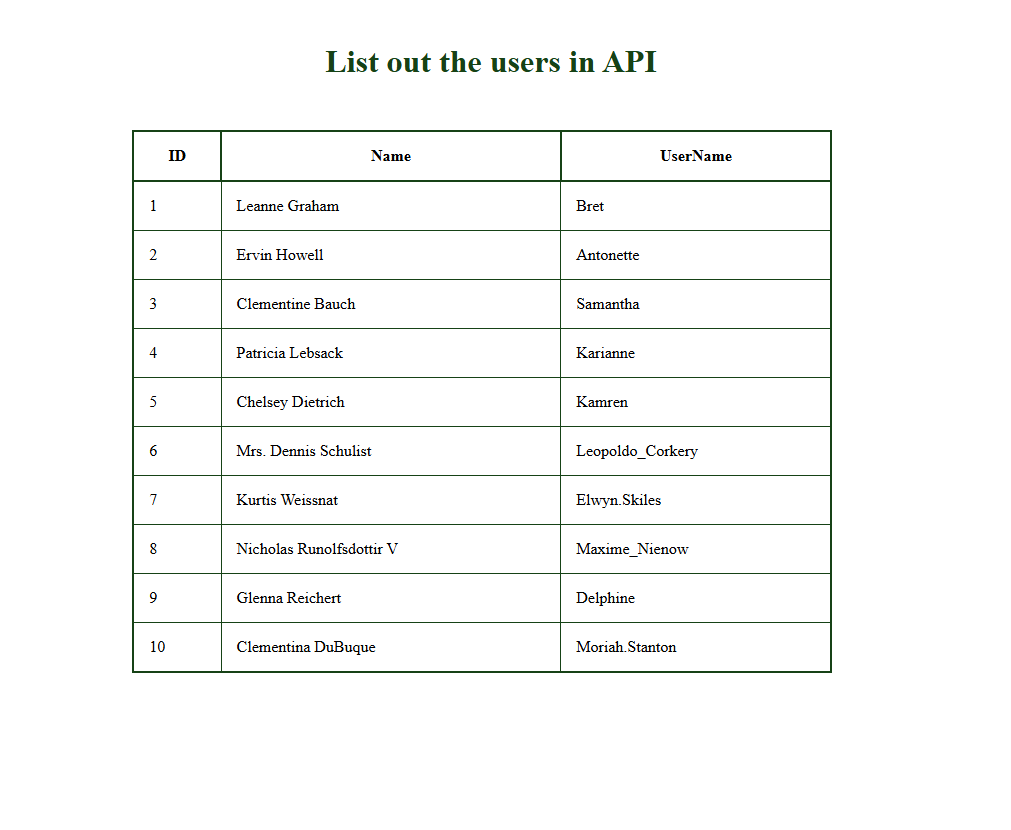 List out the users in API
ID Name UserName
1 Leanne Graham Bret
2 Ervin Howell Antonette
3 Clementine Bauch Samantha
4 Patricia Lebsack Karianne
5 Chelsey Dietrich Kamren
6 Mrs. Dennis Schulist Leopoldo_Corkery
7 Kurtis Weissnat Elwyn.Skiles
8 Nicholas Runolfsdottir V Maxime_Nienow
9 Glenna Reichert Delphine
10 Clementina DuBuque Moriah.Stanton